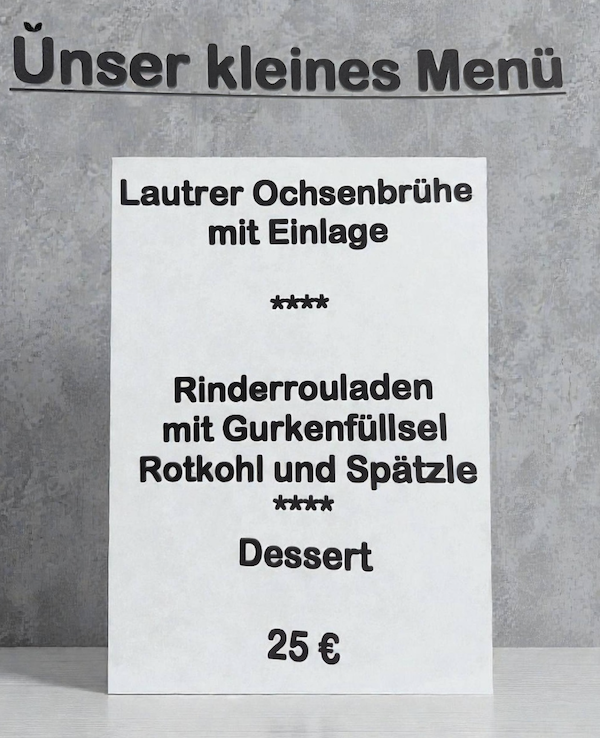 Ŭnser kleines Menü
Lautrer Ochsenbrühe
mit Einlage
****
Rinderrouladen
mit Gurkenfüllsel
Rotkohl und Spätzle
****
Dessert
25 €